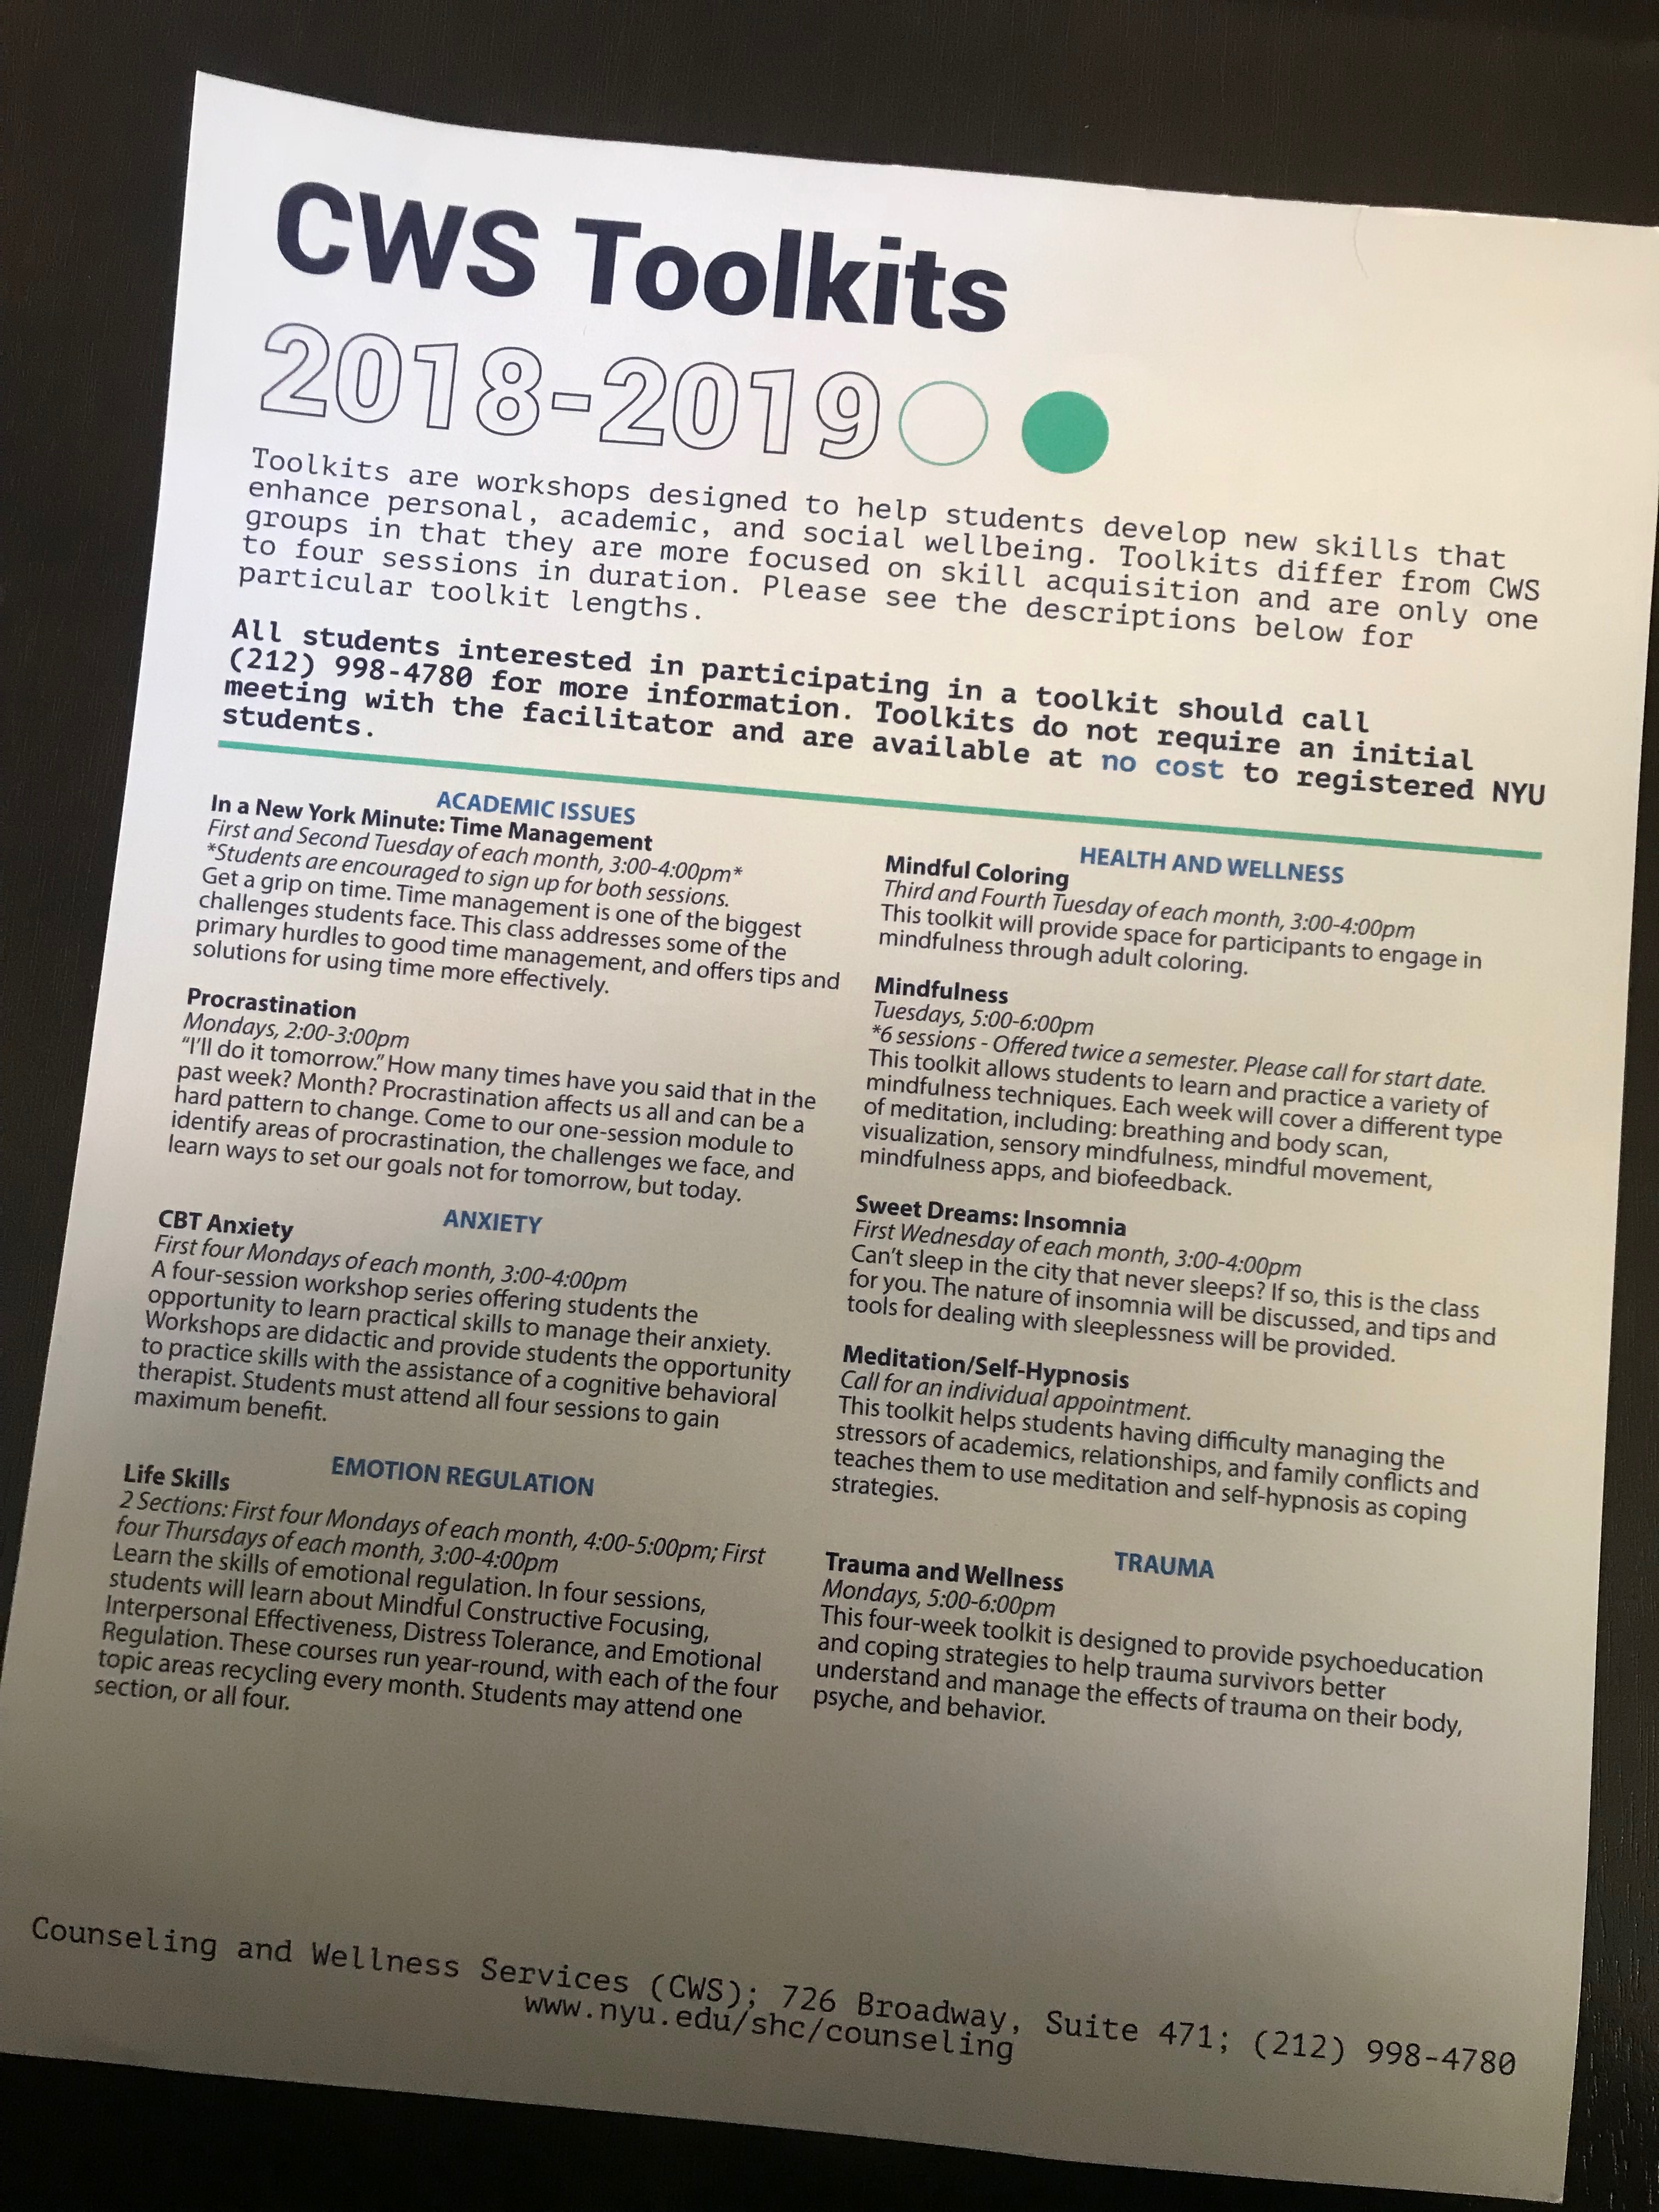 CWS Toolkits
2018-2019
Toolkits are workshops designed to help students develop new skills that
enhance personal, academic, and social wellbeing. Toolkits differ from CWS
groups in that they are more focused on skill acquisition and are only one
to four sessions in duration. Please see the descriptions below for
particular toolkit lengths.
All students interested in participating in a toolkit should call
(212) 998-4780 for more information. Toolkits do not require an initial
meeting with the facilitator and are available at no cost to registered NYU
students.
ACADEMIC ISSUES
In a New York Minute: Time Management
First and Second Tuesday of each month, 3:00-4:00pm*
*Students are encouraged to sign up for both sessions.
Get a grip on time. Time management is one of the biggest
challenges students face. This class addresses some of the
primary hurdles to good time management, and offers tips and
solutions for using time more effectively.
Procrastination
Mondays, 2:00-3:00pm
“I’ll do it tomorrow.” How many times have you said that in the
past week? Month? Procrastination affects us all and can be a
hard pattern to change. Come to our one-session module to
identify areas of procrastination, the challenges we face, and
learn ways to set our goals not for tomorrow, but today.
ANXIETY
CBT Anxiety
First four Mondays of each month, 3:00-4:00pm
A four-session workshop series offering students the
opportunity to learn practical skills to manage their anxiety.
Workshops are didactic and provide students the opportunity
to practice skills with the assistance of a cognitive behavioral
therapist. Students must attend all four sessions to gain
maximum benefit.
EMOTION REGULATION
Life Skills
2 Sections: First four Mondays of each month, 4:00-5:00pm; First
four Thursdays of each month, 3:00-4:00pm
Learn the skills of emotional regulation. In four sessions,
students will learn about Mindful Constructive Focusing,
Interpersonal Effectiveness, Distress Tolerance, and Emotional
Regulation. These courses run year-round, with each of the four
topic areas recycling every month. Students may attend one
section, or all four.
HEALTH AND WELLNESS
Mindful Coloring
Third and Fourth Tuesday of each month, 3:00-4:00pm
This toolkit will provide space for participants to engage in
mindfulness through adult coloring.
Mindfulness
Tuesdays, 5:00-6:00pm
*6 sessions - Offered twice a semester. Please call for start date.
This toolkit allows students to learn and practice a variety of
mindfulness techniques. Each week will cover a different type
of meditation, including: breathing and body scan,
visualization, sensory mindfulness, mindful movement,
mindfulness apps, and biofeedback.
Sweet Dreams: Insomnia
First Wednesday of each month, 3:00-4:00pm
Can’t sleep in the city that never sleeps? If so, this is the class
for you. The nature of insomnia will be discussed, and tips and
tools for dealing with sleeplessness will be provided.
Meditation/Self-Hypnosis
Call for an individual appointment.
This toolkit helps students having difficulty managing the
stressors of academics, relationships, and family conflicts and
teaches them to use meditation and self-hypnosis as coping
strategies.
TRAUMA
Trauma and Wellness
Mondays, 5:00-6:00pm
This four-week toolkit is designed to provide psychoeducation
and coping strategies to help trauma survivors better
understand and manage the effects of trauma on their body,
psyche, and behavior.
Counseling and Wellness Services (CWS); 726 Broadway, Suite 471; (212) 998-4780
www.nyu.edu/shc/counseling